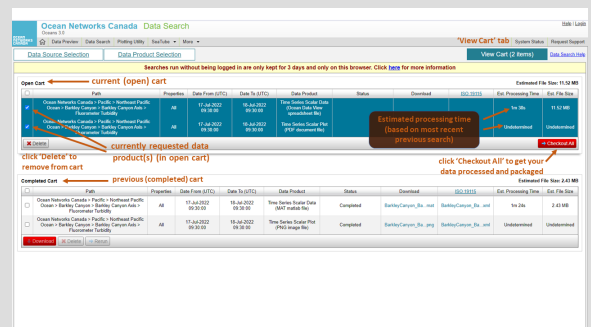 Ocean Networks Canada Data Search
Oceans 3.0
Help | Login
OCEAN NETWORKS CANADA
Data Preview Data Search Plotting Utility SeaTube More
'View Cart' tab
System Status Request Support
Data Source Selection Data Product Selection View Cart (2 items) Data Search Help
Searches run without being logged in are only kept for 3 days and only on this browser. Click here for more information
Open Cart current (open) cart Estimated File Size: 11.52 MB
Path Properties Date From (UTC) Date To (UTC) Data Product Status Download ISO 19115 Est. Processing Time Est. File Size
Ocean Networks Canada > Pacific > Northeast Pacific
Ocean > Barkley Canyon > Barkley Canyon Axis >
Fluorometer Turbidity
All
17-Jul-2022
09:30:00
18-Jul-2022
09:30:00
Time Series Scalar Data
(Ocean Data View
spreadsheet file)
1m 38s
11.52 MB
Ocean Networks Canada > Pacific > Northeast Pacific
Ocean > Barkley Canyon > Barkley Canyon Axis >
Fluorometer Turbidity
All
17-Jul-2022
09:30:00
18-Jul-2022
09:30:00
Time Series Scalar Plot
(PDF document file)
Undetermined
Undetermined
Estimated processing time
(based on most recent
previous search)
Delete
Checkout All
currently requested data
product(s) (in open cart)
click 'Delete' to
remove from cart
click 'Checkout All' to get your
data processed and packaged
Completed Cart previous (completed) cart Estimated File Size: 2.43 MB
Path Properties Date From (UTC) Date To (UTC) Data Product Status Download ISO 19115 Est. Processing Time Est. File Size
Ocean Networks Canada > Pacific > Northeast Pacific
Ocean > Barkley Canyon > Barkley Canyon Axis >
Fluorometer Turbidity
All
17-Jul-2022
09:30:00
18-Jul-2022
09:30:00
Time Series Scalar Data
(MAT matlab file)
Completed
BarkleyCanyon_Ba...mat
BarkleyCanyon_Ba...xml
1m 24s
2.43 MB
Ocean Networks Canada > Pacific > Northeast Pacific
Ocean > Barkley Canyon > Barkley Canyon Axis >
Fluorometer Turbidity
All
17-Jul-2022
09:30:00
18-Jul-2022
09:30:00
Time Series Scalar Plot
(PNG image file)
Completed
BarkleyCanyon_Ba...png
BarkleyCanyon_Ba...xml
Undetermined
Undetermined
Download Delete Rerun